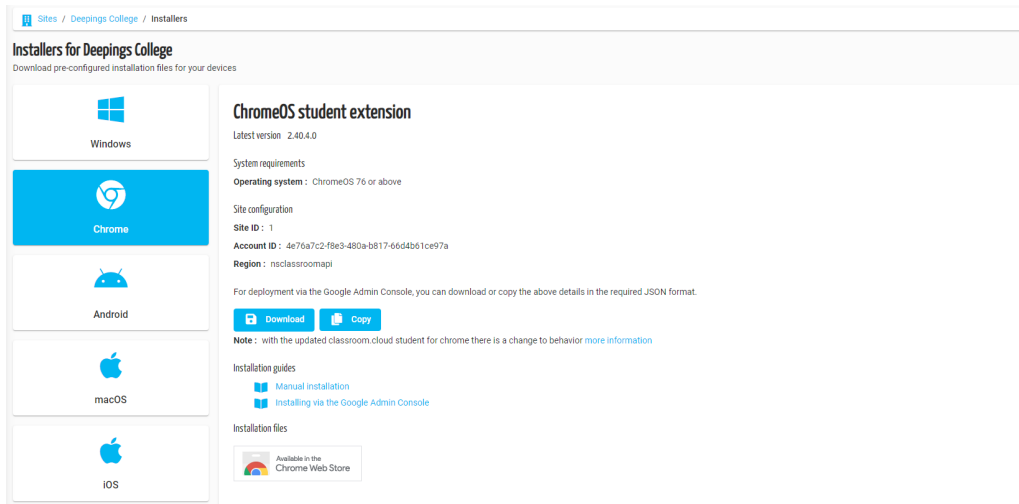 Sites / Deepings College / Installers
Installers for Deepings College
Download pre-configured installation files for your devices
Windows
Chrome
Android
macOS
iOS
ChromeOS student extension
Latest version 2.40.4.0
System requirements
Operating system : ChromeOS 76 or above
Site configuration
Site ID : 1
Account ID : 4e76a7c2-f8e3-480a-b817-66d4b61ce97a
Region : nsclassroomapi
For deployment via the Google Admin Console, you can download or copy the above details in the required JSON format.
Download Copy
Note : with the updated classroom.cloud student for chrome there is a change to behavior more information
Installation guides
Manual installation
Installing via the Google Admin Console
Installation files
Available in the
Chrome Web Store